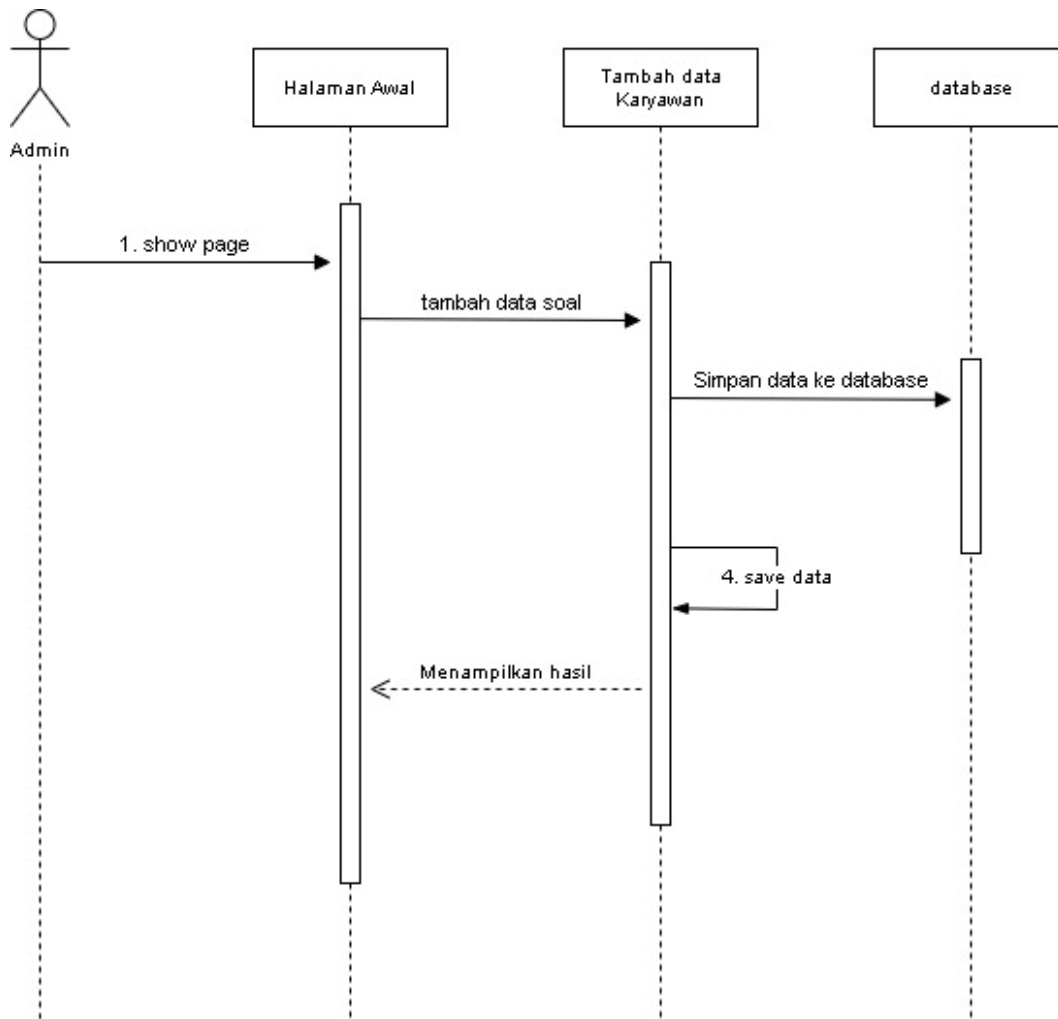 Halaman Awal
Tambah data
Karyawan
database
Admin
1. show page
tambah data soal
Simpan data ke database
4. save data
Menampilkan hasil